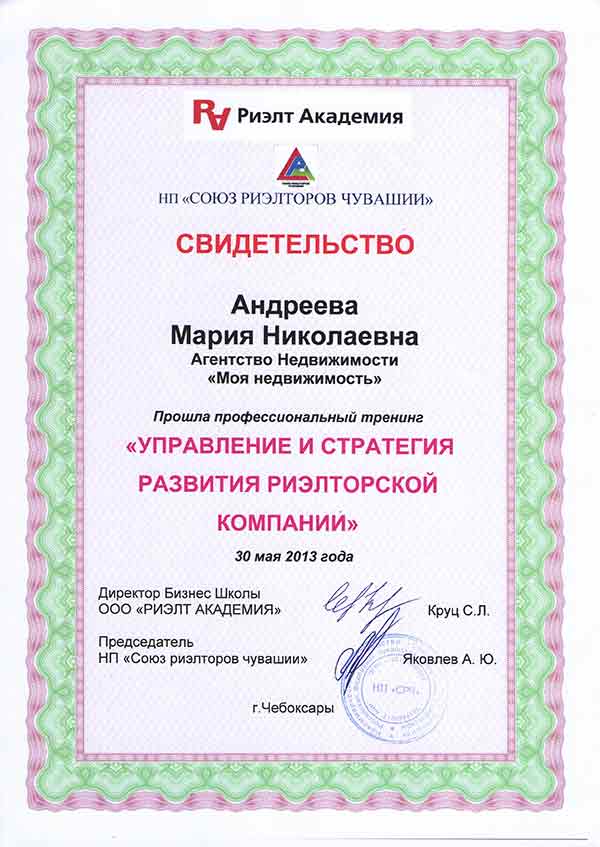 Риэлт Академия
НП «СОЮЗ РИЭЛТОРОВ ЧУВАШИИ»
СВИДЕТЕЛЬСТВО
Андреева
Мария Николаевна
Агентство Недвижимости
«Моя недвижимость»
Прошла профессиональный тренинг
«УПРАВЛЕНИЕ И СТРАТЕГИЯ
РАЗВИТИЯ РИЭЛТОРСКОЙ
КОМПАНИИ»
30 мая 2013 года
Директор Бизнес Школы
ООО «РИЭЛТ АКАДЕМИЯ» Круц С.Л.
Председатель
НП «Союз риэлторов чувашии» Яковлев А. Ю.
НП «СРЧ»
г.Чебоксары